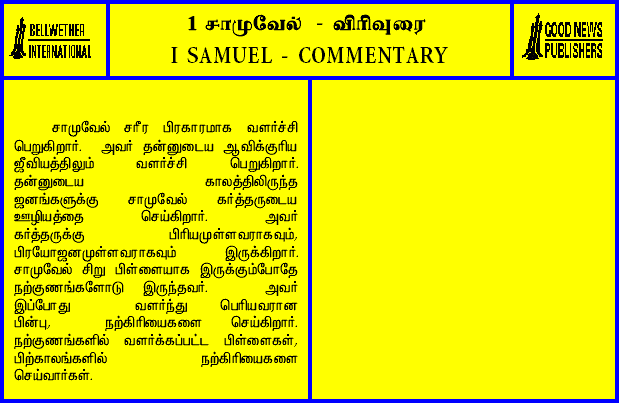 BELLWETHER
INTERNATIONAL
1 சாமுவேல் - விரிவுரை
I SAMUEL - COMMENTARY
GOOD NEWS
PUBLISHERS
சாமுவேல் சரீர பிரகாரமாக வளர்ச்சி
பெறுகிறார். அவர் தன்னுடைய ஆவிக்குரிய
ஜீவியத்திலும் வளர்ச்சி பெறுகிறார்.
தன்னுடைய காலத்திலிருந்த
ஜனங்களுக்கு சாமுவேல் கர்த்தருடைய
ஊழியத்தை செய்கிறார். அவர்
கர்த்தருக்கு பிரியமுள்ளவராகவும்,
பிரயோஜனமுள்ளவராகவும் இருக்கிறார்.
சாமுவேல் சிறு பிள்ளையாக இருக்கும்போதே
நற்குணங்களோடு இருந்தவர். அவர்
இப்போது வளர்ந்து பெரியவரான
பின்பு, நற்கிரியைகளை செய்கிறார்.
நற்குணங்களில் வளர்க்கப்பட்ட பிள்ளைகள்,
பிற்காலங்களில் நற்கிரியைகளை
செய்வார்கள்.